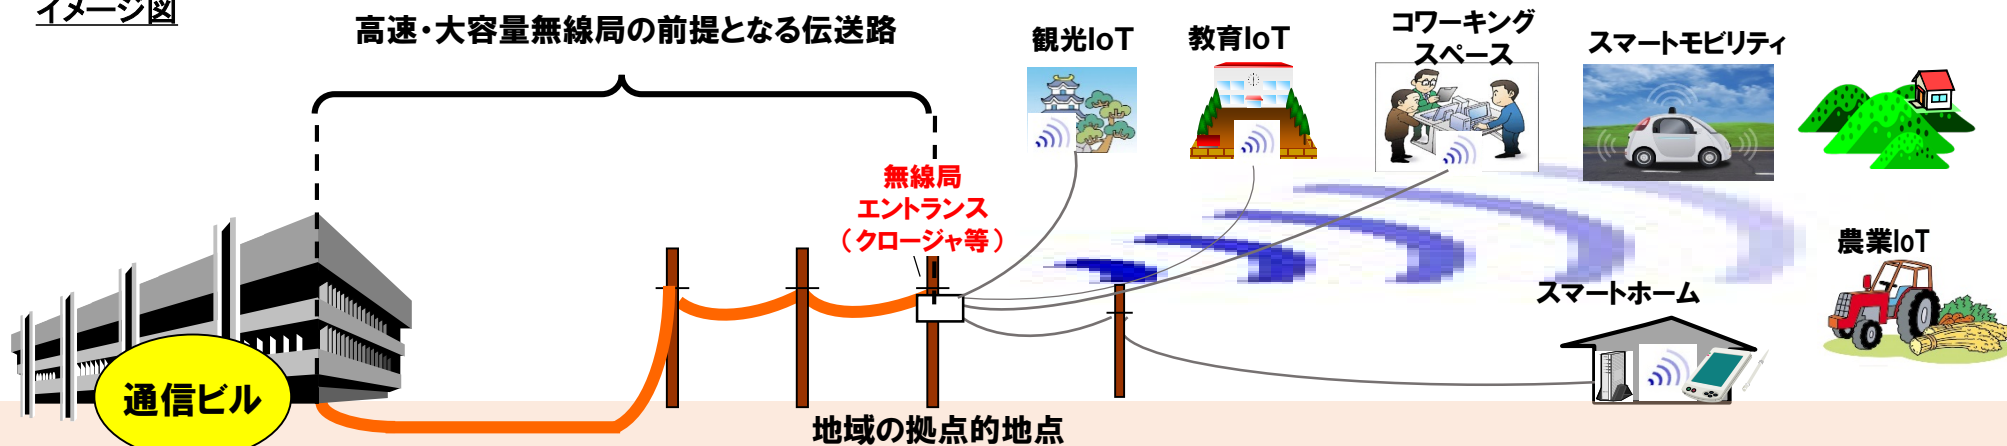 イメージ図
高速・大容量無線局の前提となる伝送路
観光IoT
教育IoT
コワーキング
スペース
スマートモビリティ
無線局
エントランス
（クロージャ等）
農業IoT
スマートホーム
通信ビル
地域の拠点的地点